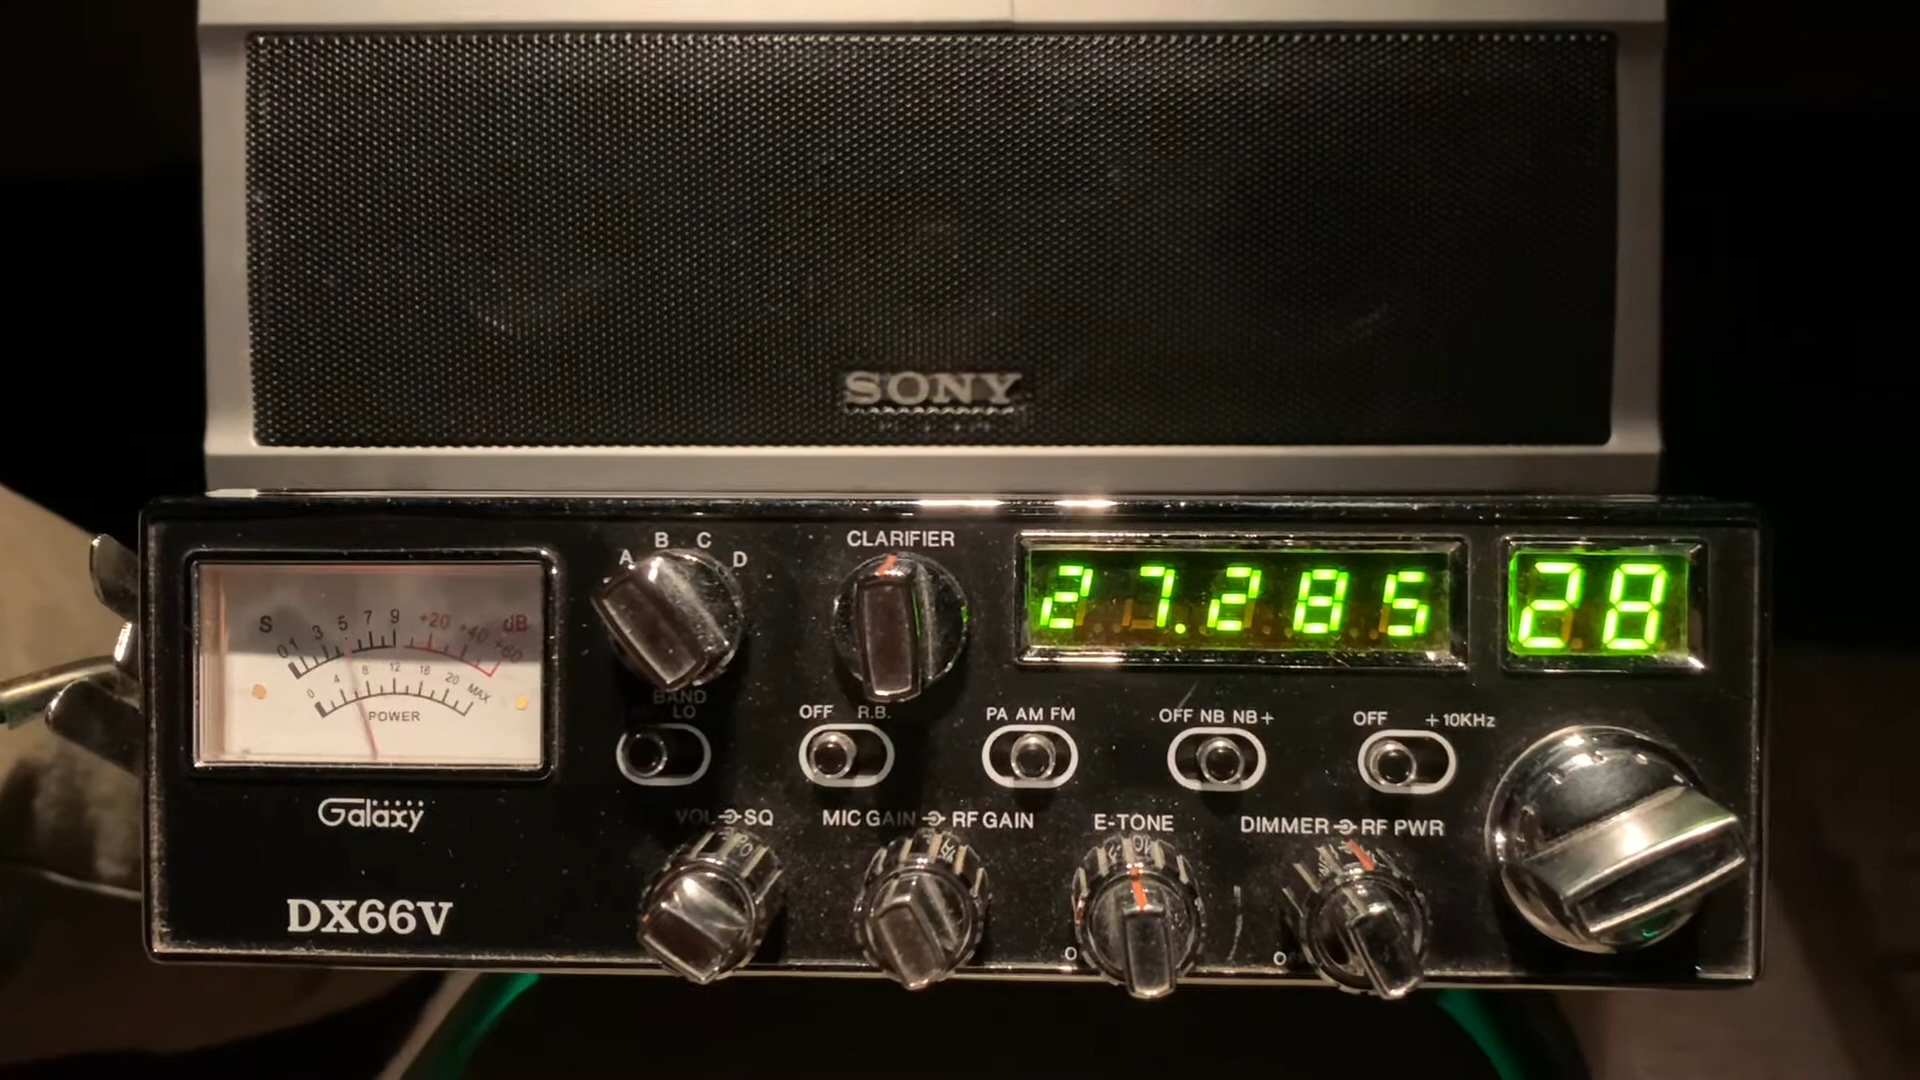 SONY
A B C D
CLARIFIER
27.285
28
S 0 1 3 5 7 9 +20 +40 +60 dB
0 4 8 12 16 20 MAX
POWER
BAND
LO
OFF R.B.
PA AM FM
OFF NB NB+
OFF +10KHz
Galaxy
VOL SQ
MIC GAIN RF GAIN
E-TONE
DIMMER RF PWR
DX66V
0